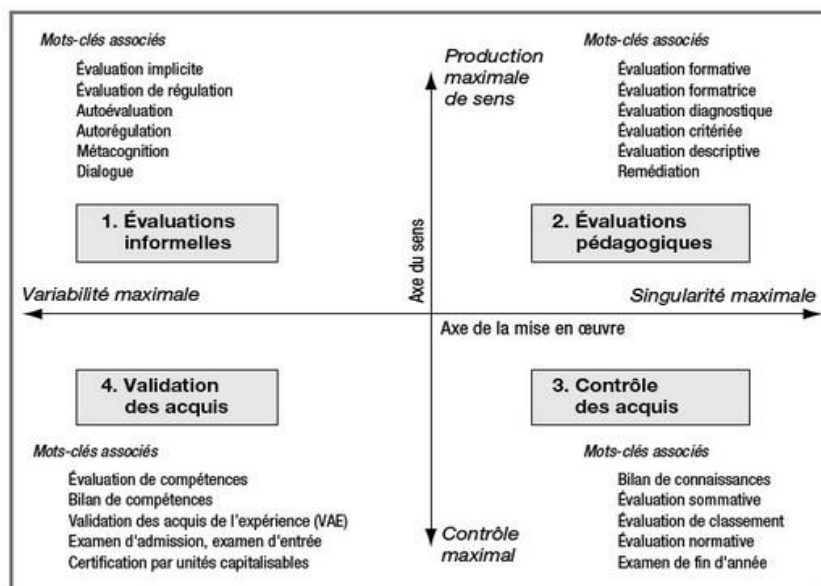 Mots-clés associés
Évaluation implicite
Évaluation de régulation
Autoévaluation
Autorégulation
Métacognition
Dialogue
1. Évaluations
informelles
Production
maximale
de sens
Mots-clés associés
Évaluation formative
Évaluation formatrice
Évaluation diagnostique
Évaluation critériée
Évaluation descriptive
Remédiation
2. Évaluations
pédagogiques
Axe du sens
Variabilité maximale
Singularité maximale
Axe de la mise en œuvre
4. Validation
des acquis
Mots-clés associés
Évaluation de compétences
Bilan de compétences
Validation des acquis de l'expérience (VAE)
Examen d'admission, examen d'entrée
Certification par unités capitalisables
Contrôle
maximal
3. Contrôle
des acquis
Mots-clés associés
Bilan de connaissances
Évaluation sommative
Évaluation de classement
Évaluation normative
Examen de fin d'année